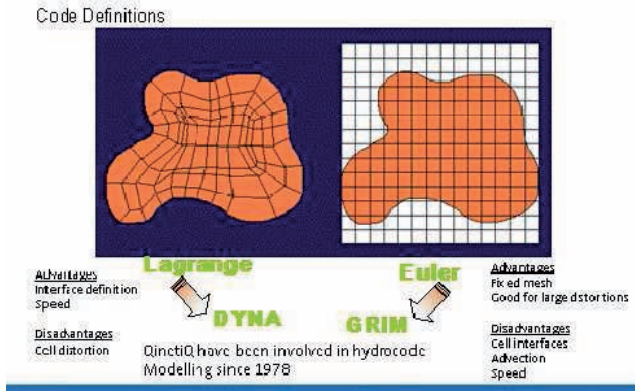 Code Definitions
Lagrange
Euler
Advantages
Interface definition
Speed
Disadvantages
Cell distortion
DYNA
GRIM
QinetiQ have been involved in hydrocode
Modelling since 1978
Advantages
Fixed mesh
Good for large distortions
Disadvantages
Cell interfaces
Advection
Speed